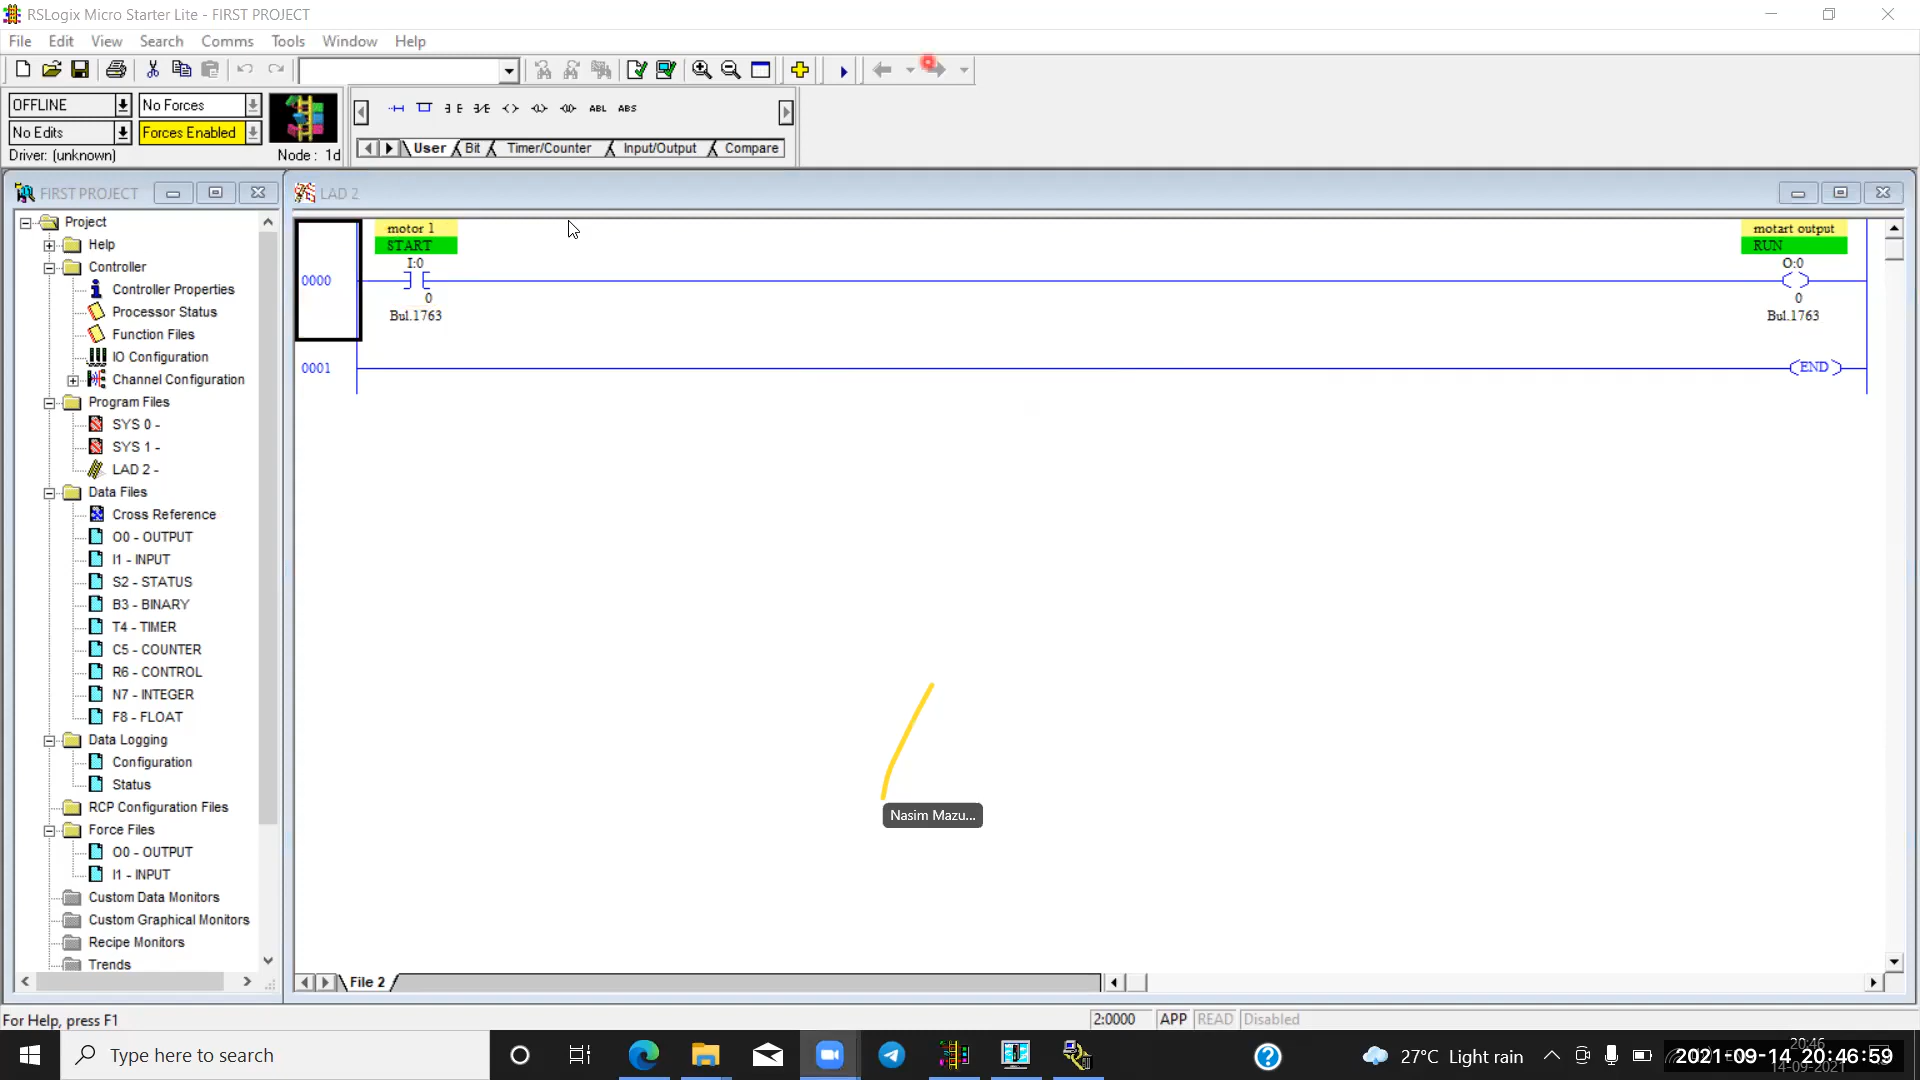 RSLogix Micro Starter Lite - FIRST PROJECT
File Edit View Search Comms Tools Window Help
OFFLINE No Forces
No Edits Forces Enabled
Driver: (unknown) Node : 1d
ABL ABS
User Bit Timer/Counter Input/Output Compare
FIRST PROJECT
Project
Help
Controller
Controller Properties
Processor Status
Function Files
IO Configuration
Channel Configuration
Program Files
SYS 0 -
SYS 1 -
LAD 2 -
Data Files
Cross Reference
O0 - OUTPUT
I1 - INPUT
S2 - STATUS
B3 - BINARY
T4 - TIMER
C5 - COUNTER
R6 - CONTROL
N7 - INTEGER
F8 - FLOAT
Data Logging
Configuration
Status
RCP Configuration Files
Force Files
O0 - OUTPUT
I1 - INPUT
Custom Data Monitors
Custom Graphical Monitors
Recipe Monitors
Trends
LAD 2
motor 1
START
I:0
0000
0
Bul.1763
motart output
RUN
O:0
0
Bul.1763
0001
END
Nasim Mazu...
File 2
For Help, press F1
2:0000 APP READ Disabled
Type here to search
27°C Light rain
20:46
2021-09-14 20:46:59
14-09-2021